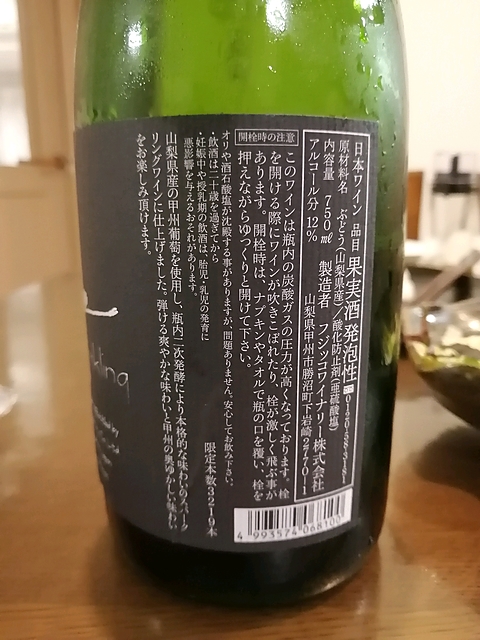 日本ワイン 品目 果実酒 発泡性
原材料名 ぶどう(山梨県産)/酸化防止剤(亜硫酸塩)
内容量 750㎖ 製造者 フジッコワイナリー株式会社
アルコール分 12% 山梨県甲州市勝沼町下岩崎2770-1
0120-58-3181
開栓時の注意
このワインは瓶内の炭酸ガスの圧力が高くなっております。栓
を開ける際にワインが吹きこぼれたり、栓が激しく飛ぶ事が
あります。開栓時は、ナプキンやタオルで瓶の口を覆い、栓を
押えながらゆっくりと開けて下さい。
オリや酒石酸塩が沈殿する事がありますが、問題ありません。安心してお飲み下さい。
・飲酒は二十歳を過ぎてから
・妊娠中や授乳期の飲酒は、胎児・乳児の発育に
悪影響を与えるおそれがあります。
限定本数3219本
山梨県産の甲州葡萄を使用し、瓶内二次発酵により本格的な味わいのスパーク
リングワインに仕上げました。弾ける爽やかな味わいと甲州の奥ゆかしい味わい
をお楽しみ頂けます。
4 993574 068100